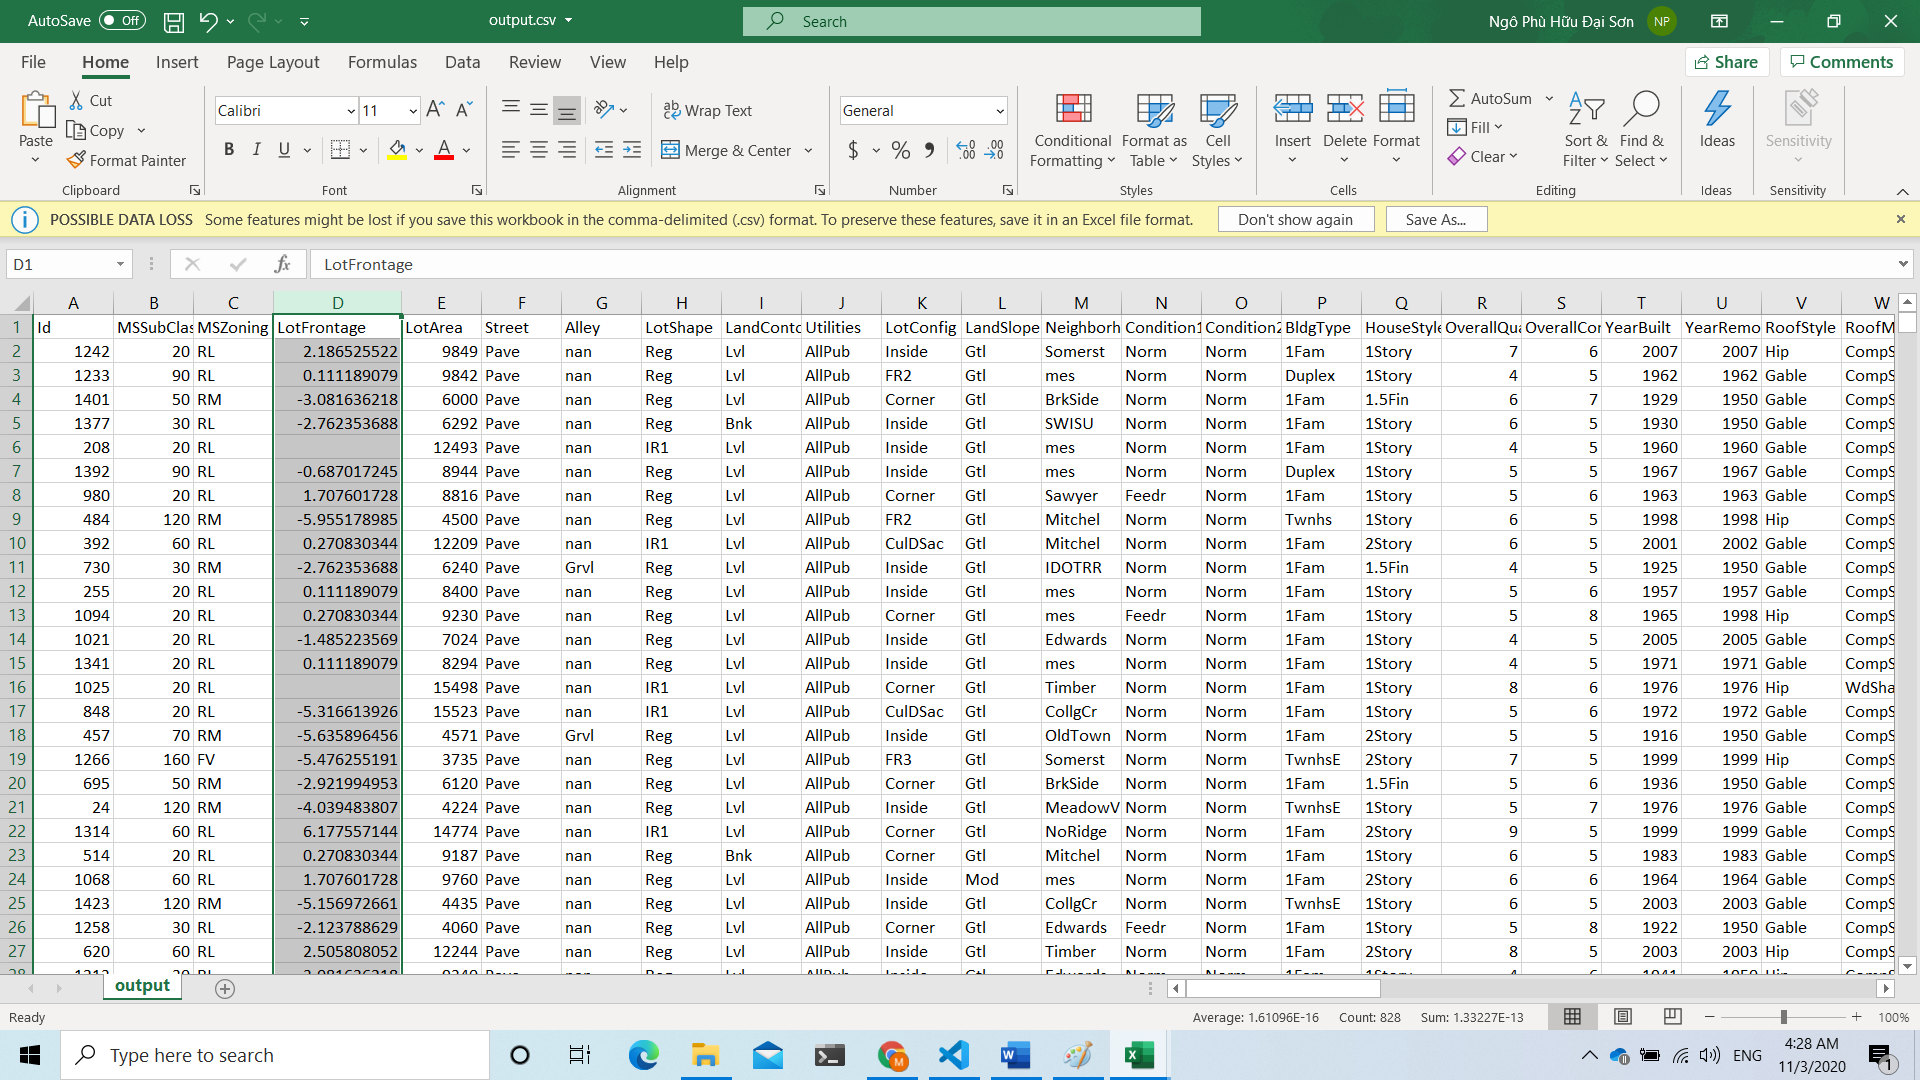 AutoSave Off output.csv Search Ngô Phù Hữu Đại Sơn NP
File Home Insert Page Layout Formulas Data Review View Help Share Comments
Cut
Copy
Format Painter
Paste
Clipboard
Calibri 11
B I U
Font
Wrap Text
Merge & Center
Alignment
General
$ % 9
Number
Conditional Formatting
Format as Table
Cell Styles
Styles
Insert Delete Format
Cells
AutoSum
Fill
Clear
Sort & Filter
Find & Select
Editing
Ideas
Ideas
Sensitivity
Sensitivity
POSSIBLE DATA LOSS Some features might be lost if you save this workbook in the comma-delimited (.csv) format. To preserve these features, save it in an Excel file format. Don't show again Save As...
D1 fx LotFrontage
A B C D E F G H I J K L M N O P Q R S T U V W
1 Id MSSubClas MSZoning LotFrontage LotArea Street Alley LotShape LandConto Utilities LotConfig LandSlope Neighborh Condition1 Condition2 BldgType HouseStyle OverallQua OverallCon YearBuilt YearRemo RoofStyle RoofM
2 1242 20 RL 2.186525522 9849 Pave nan Reg Lvl AllPub Inside Gtl Somerst Norm Norm 1Fam 1Story 7 6 2007 2007 Hip CompS
3 1233 90 RL 0.111189079 9842 Pave nan Reg Lvl AllPub FR2 Gtl mes Norm Norm Duplex 1Story 4 5 1962 1962 Gable CompS
4 1401 50 RM -3.081636218 6000 Pave nan Reg Lvl AllPub Corner Gtl BrkSide Norm Norm 1Fam 1.5Fin 6 7 1929 1950 Gable CompS
5 1377 30 RL -2.762353688 6292 Pave nan Reg Bnk AllPub Inside Gtl SWISU Norm Norm 1Fam 1Story 6 5 1930 1950 Gable CompS
6 208 20 RL 12493 Pave nan IR1 Lvl AllPub Inside Gtl mes Norm Norm 1Fam 1Story 4 5 1960 1960 Gable CompS
7 1392 90 RL -0.687017245 8944 Pave nan Reg Lvl AllPub Inside Gtl mes Norm Norm Duplex 1Story 5 5 1967 1967 Gable CompS
8 980 20 RL 1.707601728 8816 Pave nan Reg Lvl AllPub Corner Gtl Sawyer Feedr Norm 1Fam 1Story 5 6 1963 1963 Gable CompS
9 484 120 RM -5.955178985 4500 Pave nan Reg Lvl AllPub FR2 Gtl Mitchel Norm Norm Twnhs 1Story 6 5 1998 1998 Hip CompS
10 392 60 RL 0.270830344 12209 Pave nan IR1 Lvl AllPub CulDSac Gtl Mitchel Norm Norm 1Fam 2Story 6 5 2001 2002 Gable CompS
11 730 30 RM -2.762353688 6240 Pave Grvl Reg Lvl AllPub Inside Gtl IDOTRR Norm Norm 1Fam 1.5Fin 4 5 1925 1950 Gable CompS
12 255 20 RL 0.111189079 8400 Pave nan Reg Lvl AllPub Inside Gtl mes Norm Norm 1Fam 1Story 5 6 1957 1957 Gable CompS
13 1094 20 RL 0.270830344 9230 Pave nan Reg Lvl AllPub Corner Gtl mes Feedr Norm 1Fam 1Story 5 8 1965 1998 Hip CompS
14 1021 20 RL -1.485223569 7024 Pave nan Reg Lvl AllPub Inside Gtl Edwards Norm Norm 1Fam 1Story 4 5 2005 2005 Gable CompS
15 1341 20 RL 0.111189079 8294 Pave nan Reg Lvl AllPub Inside Gtl mes Norm Norm 1Fam 1Story 4 5 1971 1971 Gable CompS
16 1025 20 RL 15498 Pave nan IR1 Lvl AllPub Corner Gtl Timber Norm Norm 1Fam 1Story 8 6 1976 1976 Hip WdSha
17 848 20 RL -5.316613926 15523 Pave nan IR1 Lvl AllPub CulDSac Gtl CollgCr Norm Norm 1Fam 1Story 5 6 1972 1972 Gable CompS
18 457 70 RM -5.635896456 4571 Pave Grvl Reg Lvl AllPub Inside Gtl OldTown Norm Norm 1Fam 2Story 5 5 1916 1950 Gable CompS
19 1266 160 FV -5.476255191 3735 Pave nan Reg Lvl AllPub FR3 Gtl Somerst Norm Norm TwnhsE 2Story 7 5 1999 1999 Hip CompS
20 695 50 RM -2.921994953 6120 Pave nan Reg Lvl AllPub Corner Gtl BrkSide Norm Norm 1Fam 1.5Fin 5 6 1936 1950 Gable CompS
21 24 120 RM -4.039483807 4224 Pave nan Reg Lvl AllPub Inside Gtl MeadowV Norm Norm TwnhsE 1Story 5 7 1976 1976 Gable CompS
22 1314 60 RL 6.177557144 14774 Pave nan IR1 Lvl AllPub Corner Gtl NoRidge Norm Norm 1Fam 2Story 9 5 1999 1999 Gable CompS
23 514 20 RL 0.270830344 9187 Pave nan Reg Bnk AllPub Corner Gtl Mitchel Norm Norm 1Fam 1Story 6 5 1983 1983 Gable CompS
24 1068 60 RL 1.707601728 9760 Pave nan Reg Lvl AllPub Inside Mod mes Norm Norm 1Fam 2Story 6 6 1964 1964 Gable CompS
25 1423 120 RM -5.156972661 4435 Pave nan Reg Lvl AllPub Inside Gtl CollgCr Norm Norm TwnhsE 1Story 6 5 2003 2003 Gable CompS
26 1258 30 RL -2.123788629 4060 Pave nan Reg Lvl AllPub Corner Gtl Edwards Feedr Norm 1Fam 1Story 5 8 1922 1950 Gable CompS
27 620 60 RL 2.505808052 12244 Pave nan Reg Lvl AllPub Inside Gtl Timber Norm Norm 1Fam 2Story 8 5 2003 2003 Hip CompS
output
Ready Average: 1.61096E-16 Count: 828 Sum: 1.33227E-13 100%
Type here to search ENG 4:28 AM
11/3/2020 1